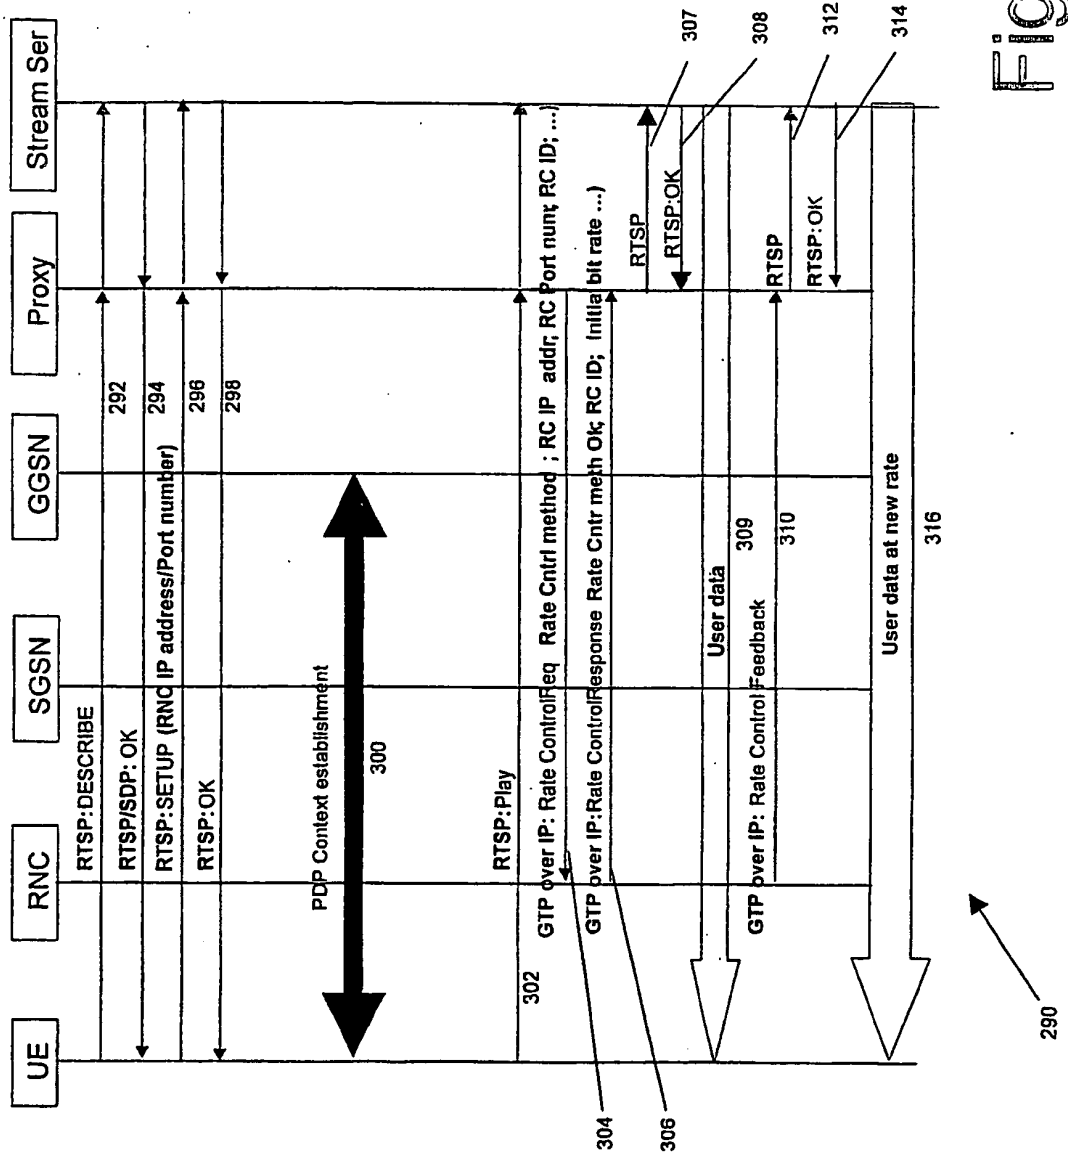 UE
RNC
SGSN
GGSN
Proxy
Stream Ser
RTSP:DESCRIBE
292
RTSP/SDP: OK
294
RTSP:SETUP (RNC IP address/Port number)
296
RTSP:OK
298
PDP Context establishment
300
302
RTSP:Play
GTP over IP: Rate ControlReq Rate Cntrl method ; RC IP addr; RC Port num; RC ID; ...)
304
GTP over IP:Rate ControlResponse Rate Cntr meth Ok; RC ID; Initial bit rate ...)
306
RTSP
307
RTSP:OK
308
User data
309
GTP over IP: Rate Control Feedback
310
RTSP
312
RTSP:OK
314
User data at new rate
316
290
Fig